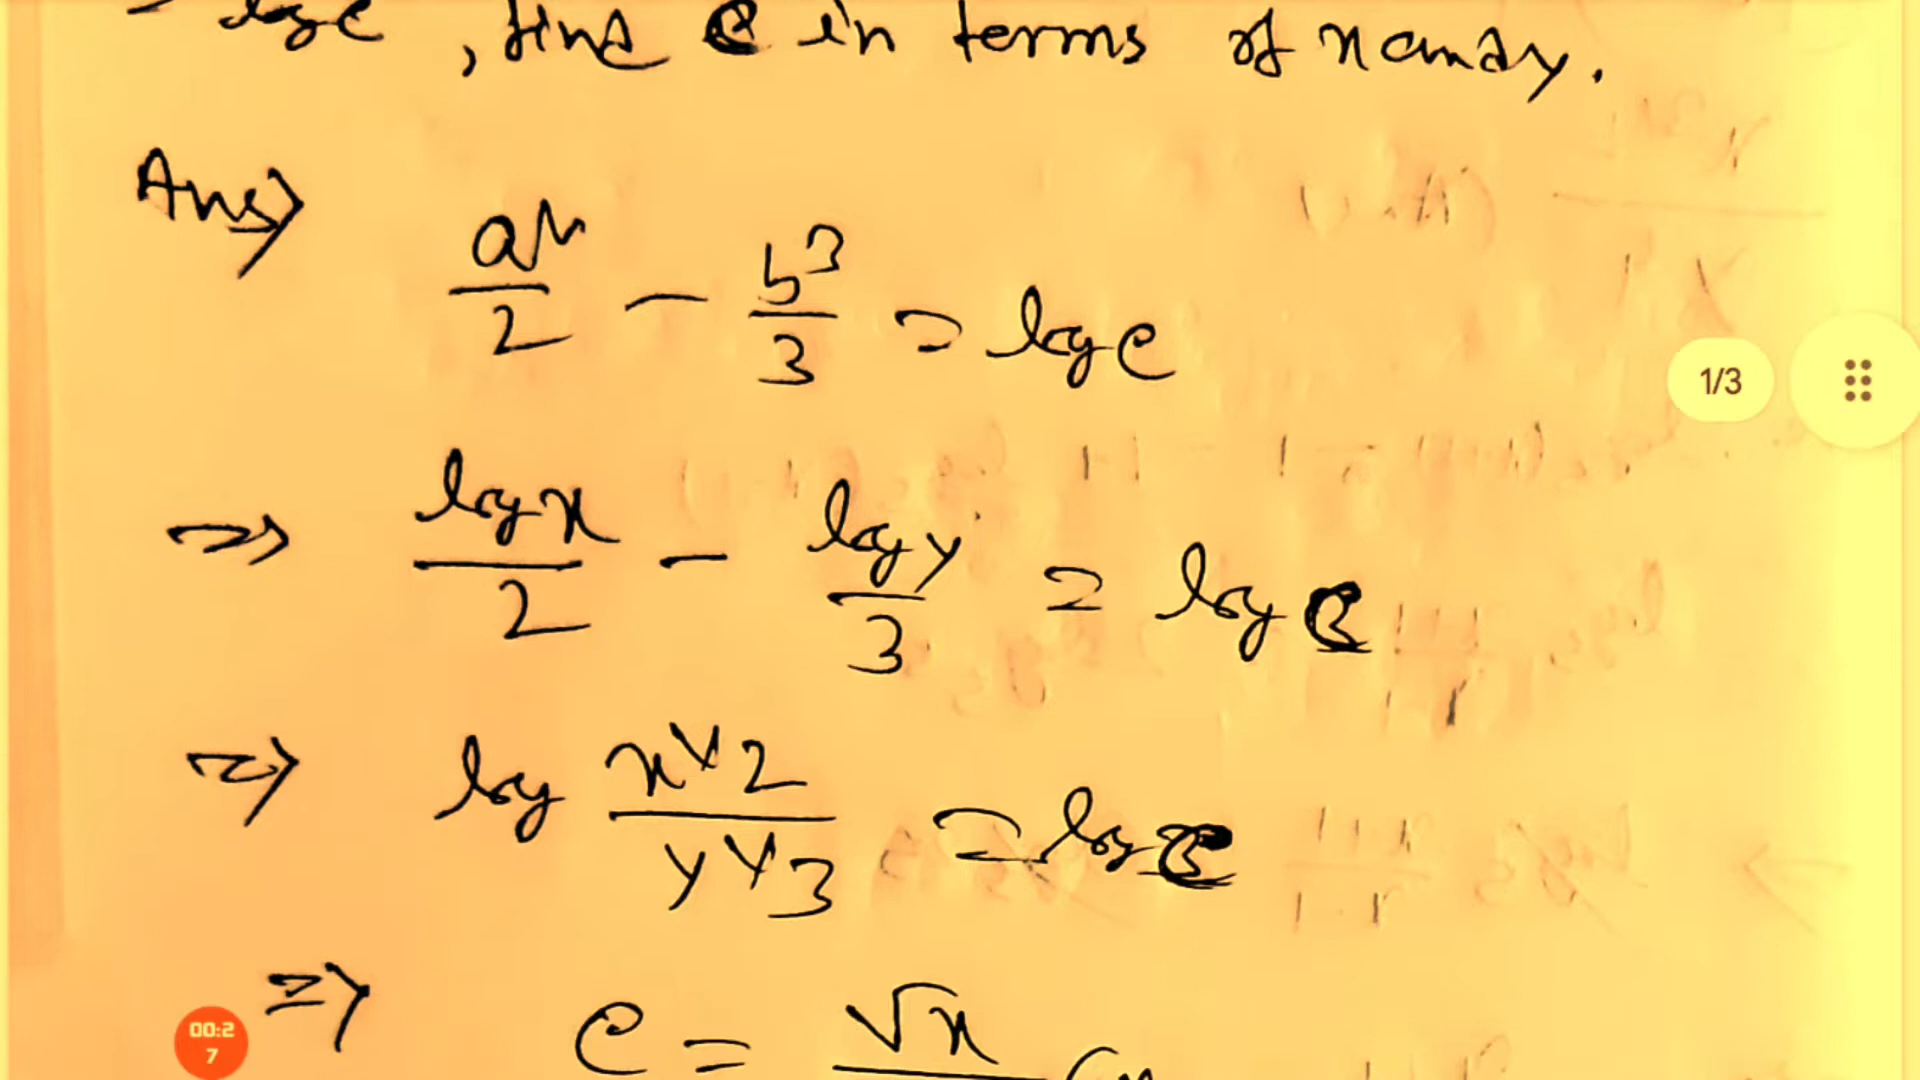 log c, find c in terms of x and y.
Ans⟩
a²/2 - b³/3 = log c
1/3
=> log x/2 - log y/3 = log c
=> log x^1/2 / y^1/3 = log c
=> c = √x
00:27